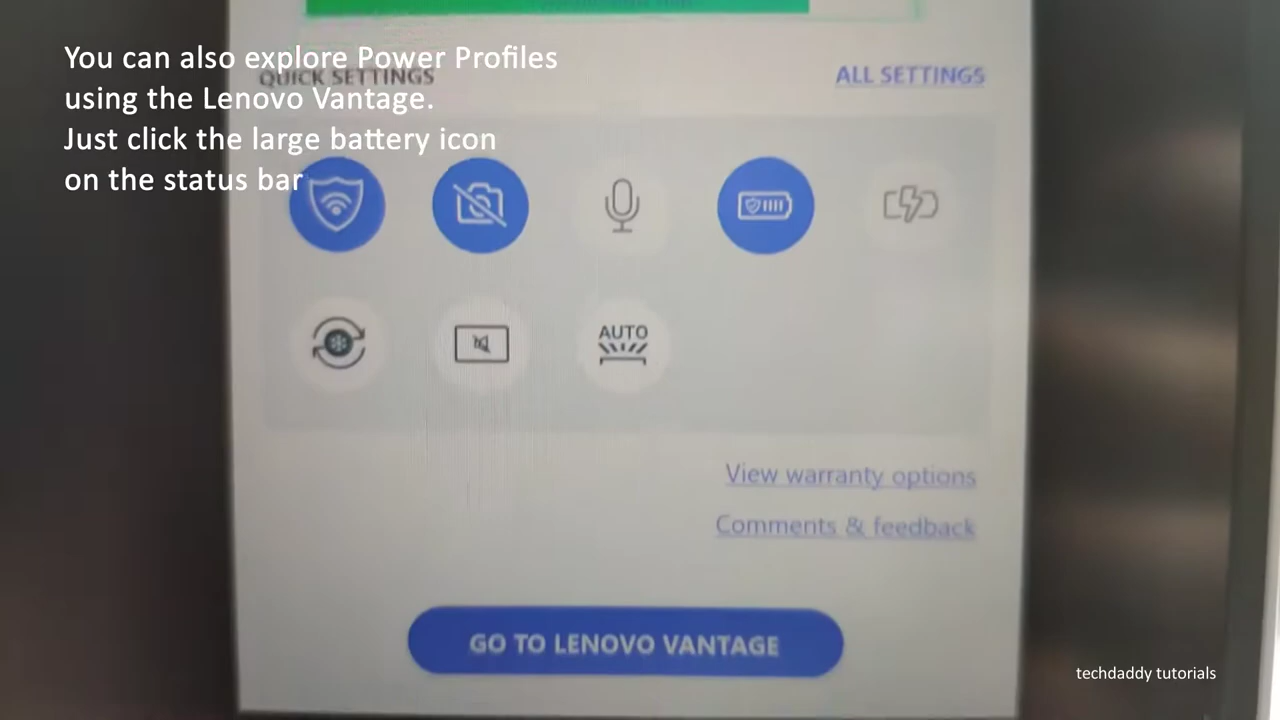 You can also explore Power Profiles
using the Lenovo Vantage.
Just click the large battery icon
on the status bar
QUICK SETTINGS
ALL SETTINGS
AUTO
View warranty options
Comments & feedback
GO TO LENOVO VANTAGE
techdaddy tutorials